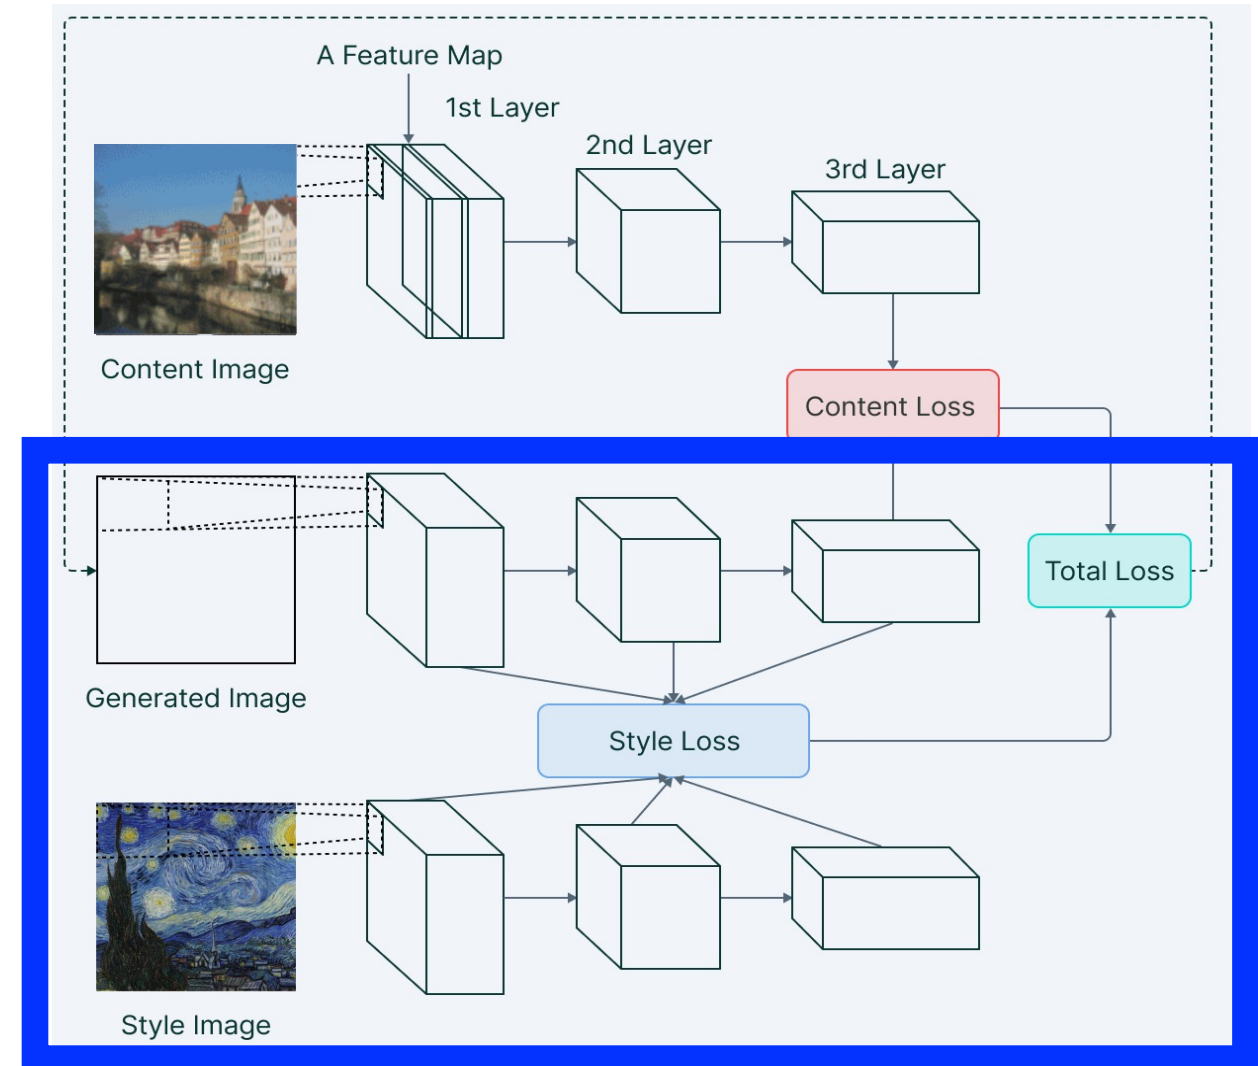 A Feature Map
1st Layer
2nd Layer
3rd Layer
Content Image
Content Loss
Total Loss
Generated Image
Style Loss
Style Image